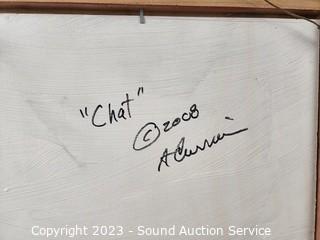 "Chat"
©2008
Copyright 2023 - Sound Auction Service